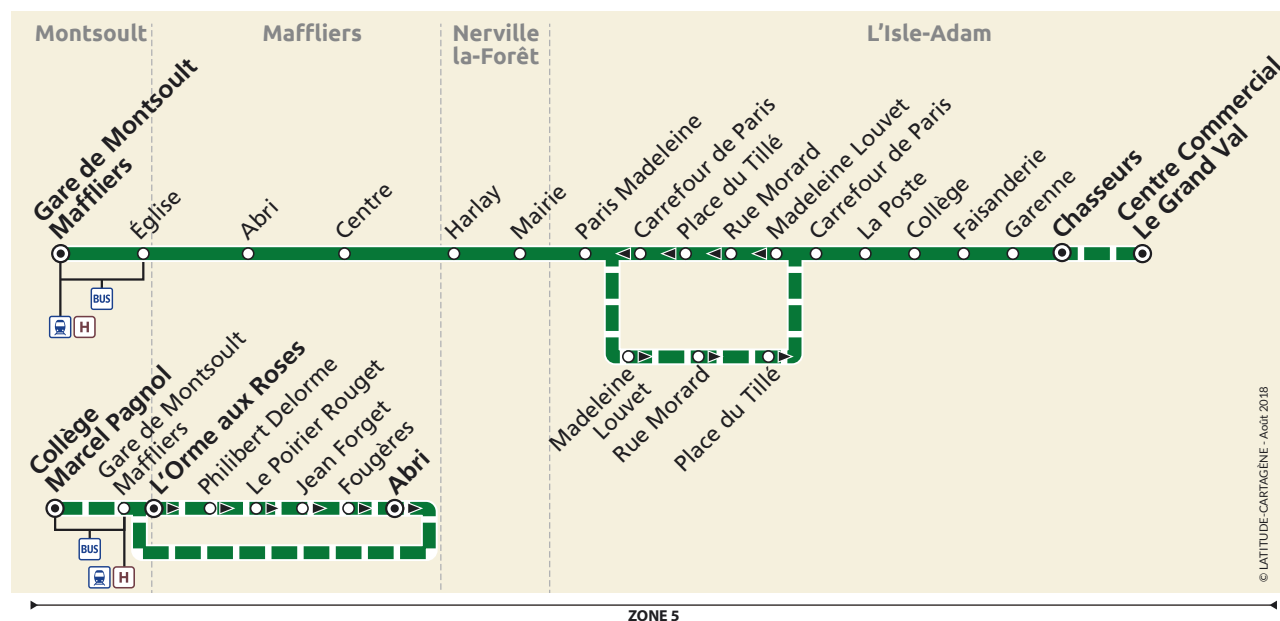 Montsoult
Maffliers
Nerville
la-Forêt
L'Isle-Adam
Gare de Montsoult
Maffliers
Église
Abri
Centre
Harlay
Mairie
Paris Madeleine
Carrefour de Paris
Place du Tillé
Rue Morard
Madeleine Louvet
Carrefour de Paris
La Poste
Collège
Faisanderie
Garenne
Chasseurs
Centre Commercial
Le Grand Val
BUS
H
Madeleine
Louvet
Rue Morard
Place du Tillé
Collège
Marcel Pagnol
Gare de Montsoult
Maffliers
L'Orme aux Roses
Philibert Delorme
Le Poirier Rouget
Jean Forget
Fougères
Abri
BUS
H
© LATITUDE-CARTAGÈNE - Août 2018
ZONE 5